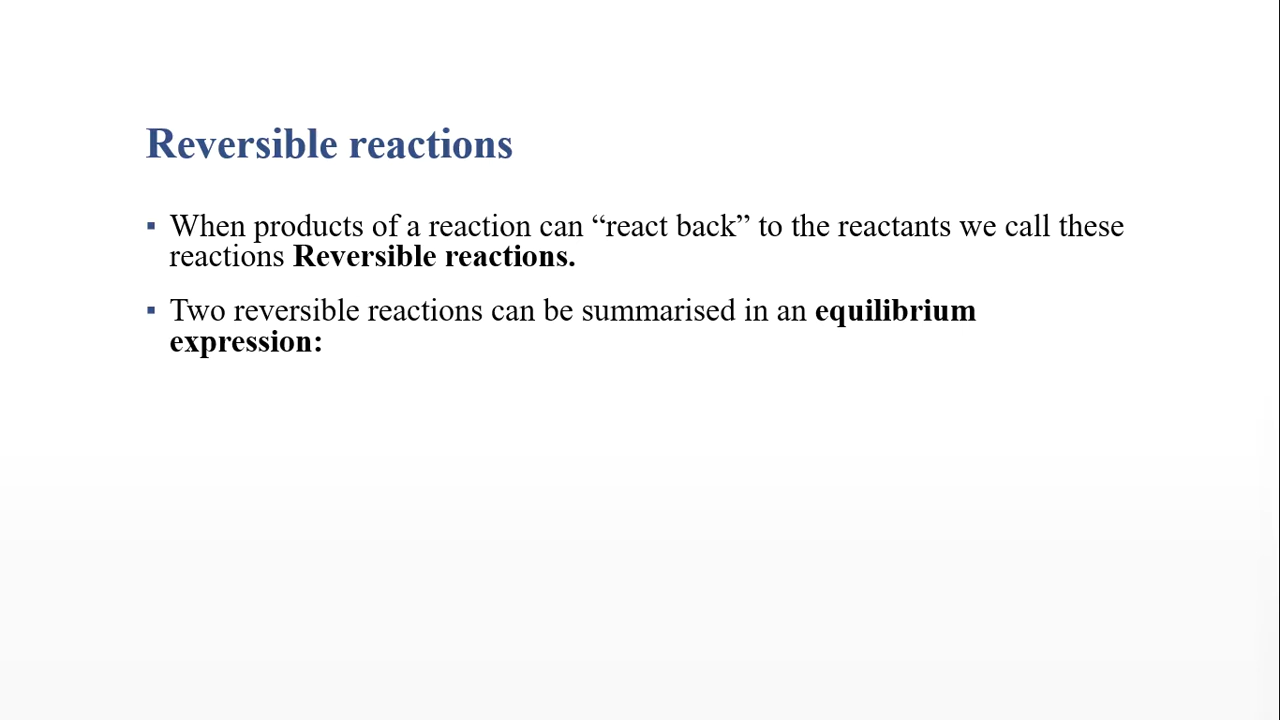 Reversible reactions
▪ When products of a reaction can “react back” to the reactants we call these
reactions Reversible reactions.
▪ Two reversible reactions can be summarised in an equilibrium
expression: